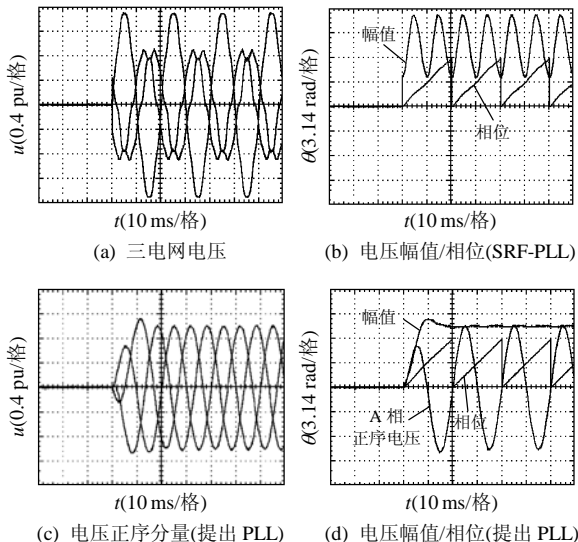 u(0.4 pu/格)
t(10 ms/格)
(a) 三电网电压
θ(3.14 rad/格)
幅值
相位
t(10 ms/格)
(b) 电压幅值/相位(SRF-PLL)
u(0.4 pu/格)
t(10 ms/格)
(c) 电压正序分量(提出 PLL)
θ(3.14 rad/格)
幅值
A 相
正序电压
相位
t(10 ms/格)
(d) 电压幅值/相位(提出 PLL)